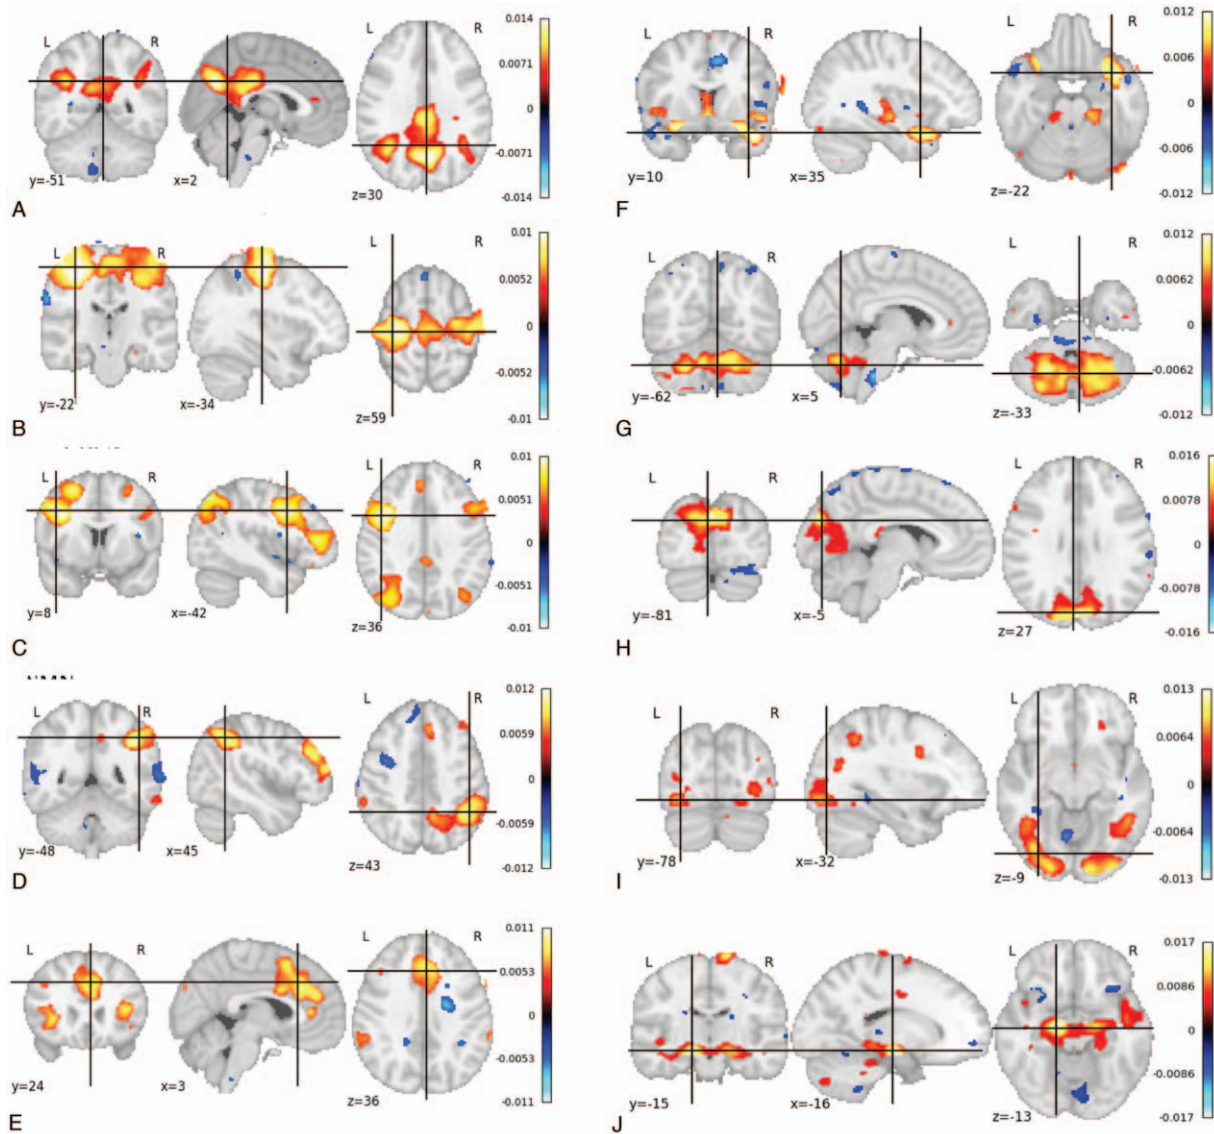 L R L R 0.014
0.0071
0
-0.0071
y=-51 x=2 z=30 -0.014
A
L R L R 0.01
0.0052
0
-0.0052
y=-22 x=-34 z=59 -0.01
B
L R L R 0.01
0.0051
0
-0.0051
y=8 x=-42 z=36 -0.01
C
L R L R 0.012
0.0059
0
-0.0059
y=-48 x=45 z=43 -0.012
D
L R L R 0.011
0.0053
0
-0.0053
y=24 x=3 z=36 -0.011
E
L R L R 0.012
0.006
0
-0.006
y=10 x=35 z=-22 -0.012
F
L R L R 0.012
0.0062
0
-0.0062
y=-62 x=5 z=-33 -0.012
G
L R L R 0.016
0.0078
0
-0.0078
y=-81 x=-5 z=27 -0.016
H
L R L R 0.013
0.0064
0
-0.0064
y=-78 x=-32 z=-9 -0.013
I
L R L R 0.017
0.0086
0
-0.0086
y=-15 x=-16 z=-13 -0.017
J